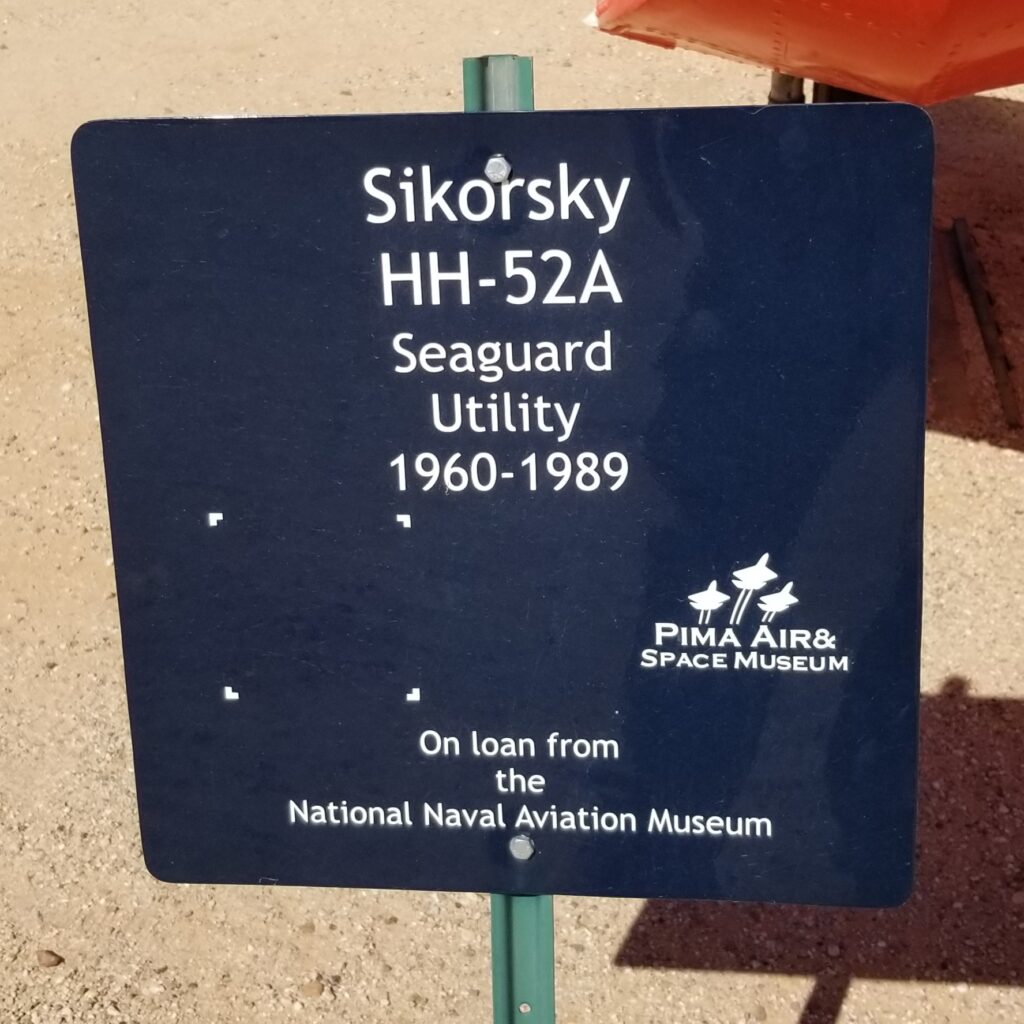 Sikorsky
HH-52A
Seaguard
Utility
1960-1989
PIMA AIR&
SPACE MUSEUM
On loan from
the
National Naval Aviation Museum